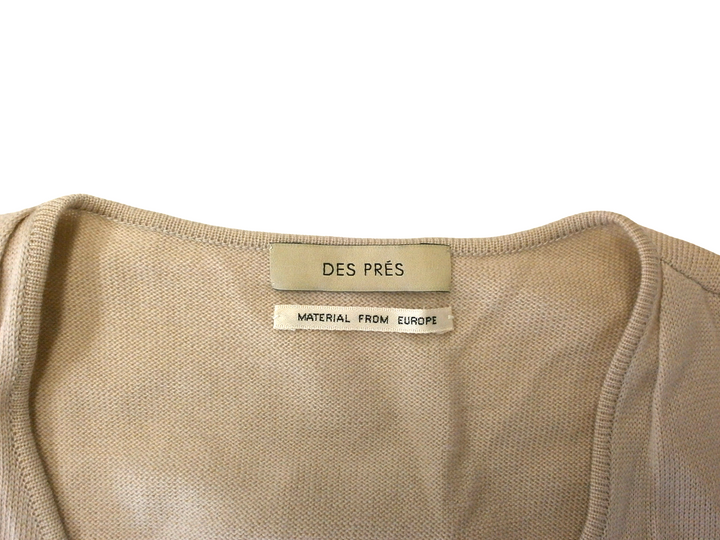 DES PRÉS
MATERIAL FROM EUROPE